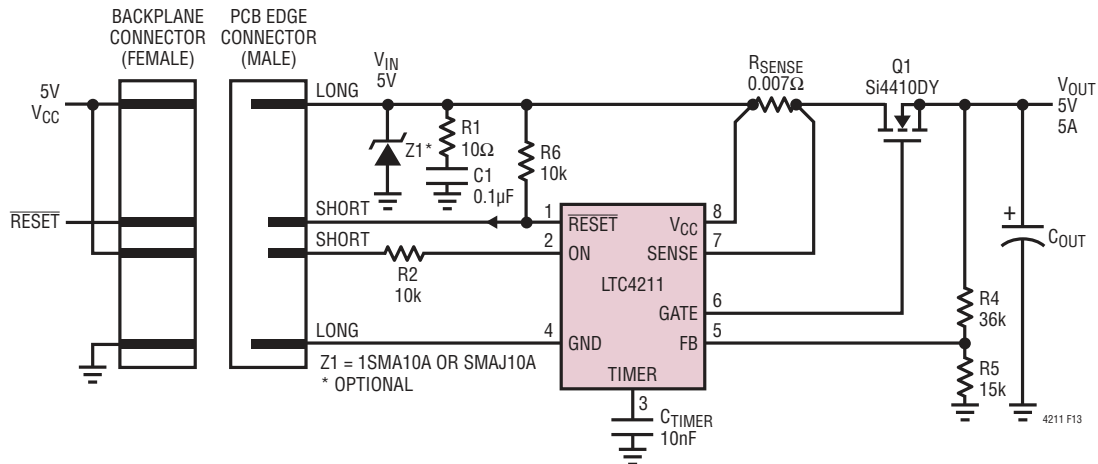 BACKPLANE
CONNECTOR
(FEMALE)
PCB EDGE
CONNECTOR
(MALE)
5V
VCC
RESET
LONG
SHORT
SHORT
LONG
VIN
5V
Z1*
R1
10Ω
C1
0.1µF
R6
10k
R2
10k
Z1 = 1SMA10A OR SMAJ10A
* OPTIONAL
RSENSE
0.007Ω
Q1
Si4410DY
VOUT
5V
5A
1
RESET
2
ON
4
GND
LTC4211
VCC
8
SENSE
7
GATE
6
FB
5
TIMER
3
CTIMER
10nF
R4
36k
R5
15k
+
COUT
4211 F13